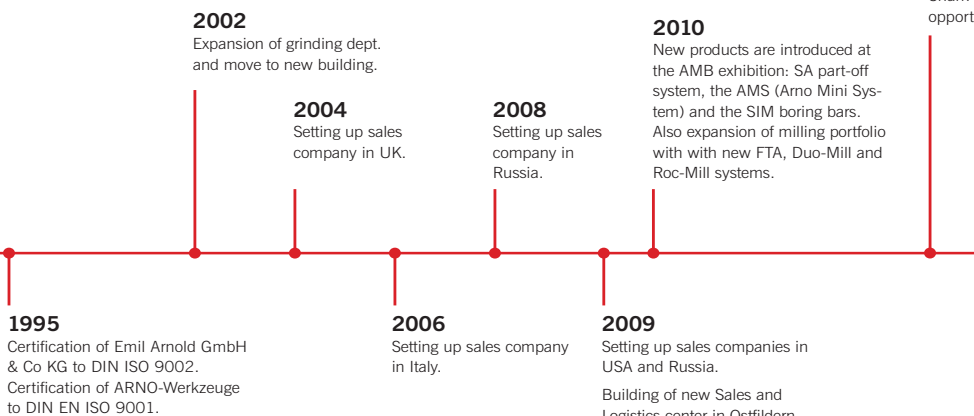 opport
2002
Expansion of grinding dept.
and move to new building.
2010
New products are introduced at
the AMB exhibition: SA part-off
system, the AMS (Arno Mini Sys-
tem) and the SIM boring bars.
Also expansion of milling portfolio
with with new FTA, Duo-Mill and
Roc-Mill systems.
2004
Setting up sales
company in UK.
2008
Setting up sales
company in
Russia.
1995
Certification of Emil Arnold GmbH
& Co KG to DIN ISO 9002.
Certification of ARNO-Werkzeuge
to DIN EN ISO 9001.
2006
Setting up sales company
in Italy.
2009
Setting up sales companies in
USA and Russia.
Building of new Sales and
Logistics center in Ostfildern